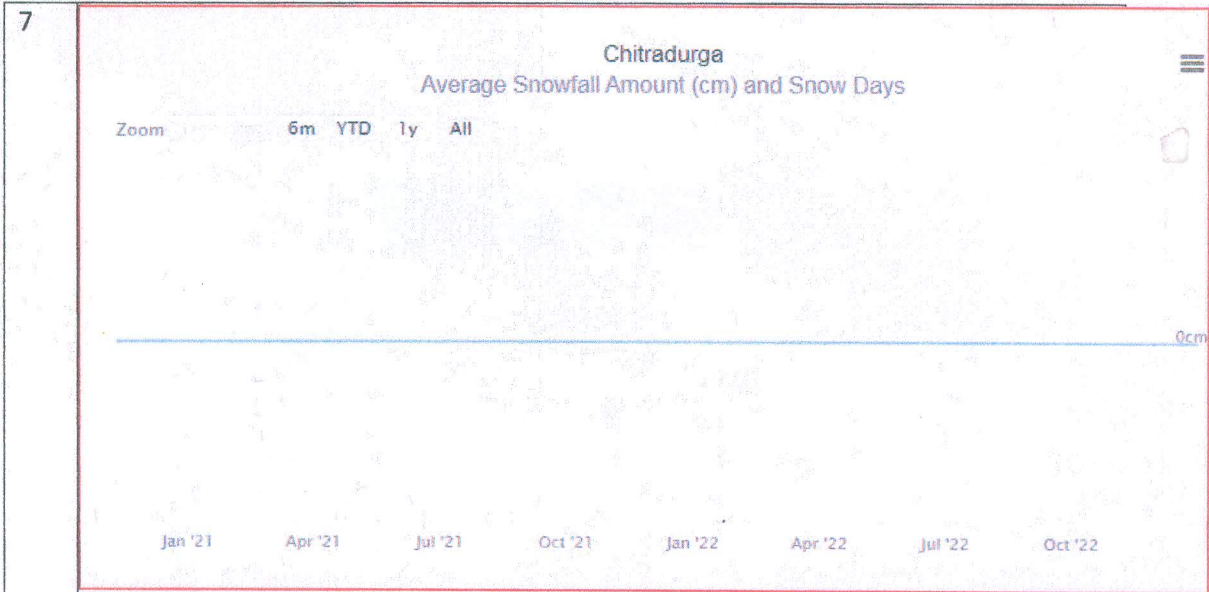 7
Chitradurga
Average Snowfall Amount (cm) and Snow Days
Zoom 6m YTD 1y All
0cm
Jan '21 Apr '21 Jul '21 Oct '21 Jan '22 Apr '22 Jul '22 Oct '22